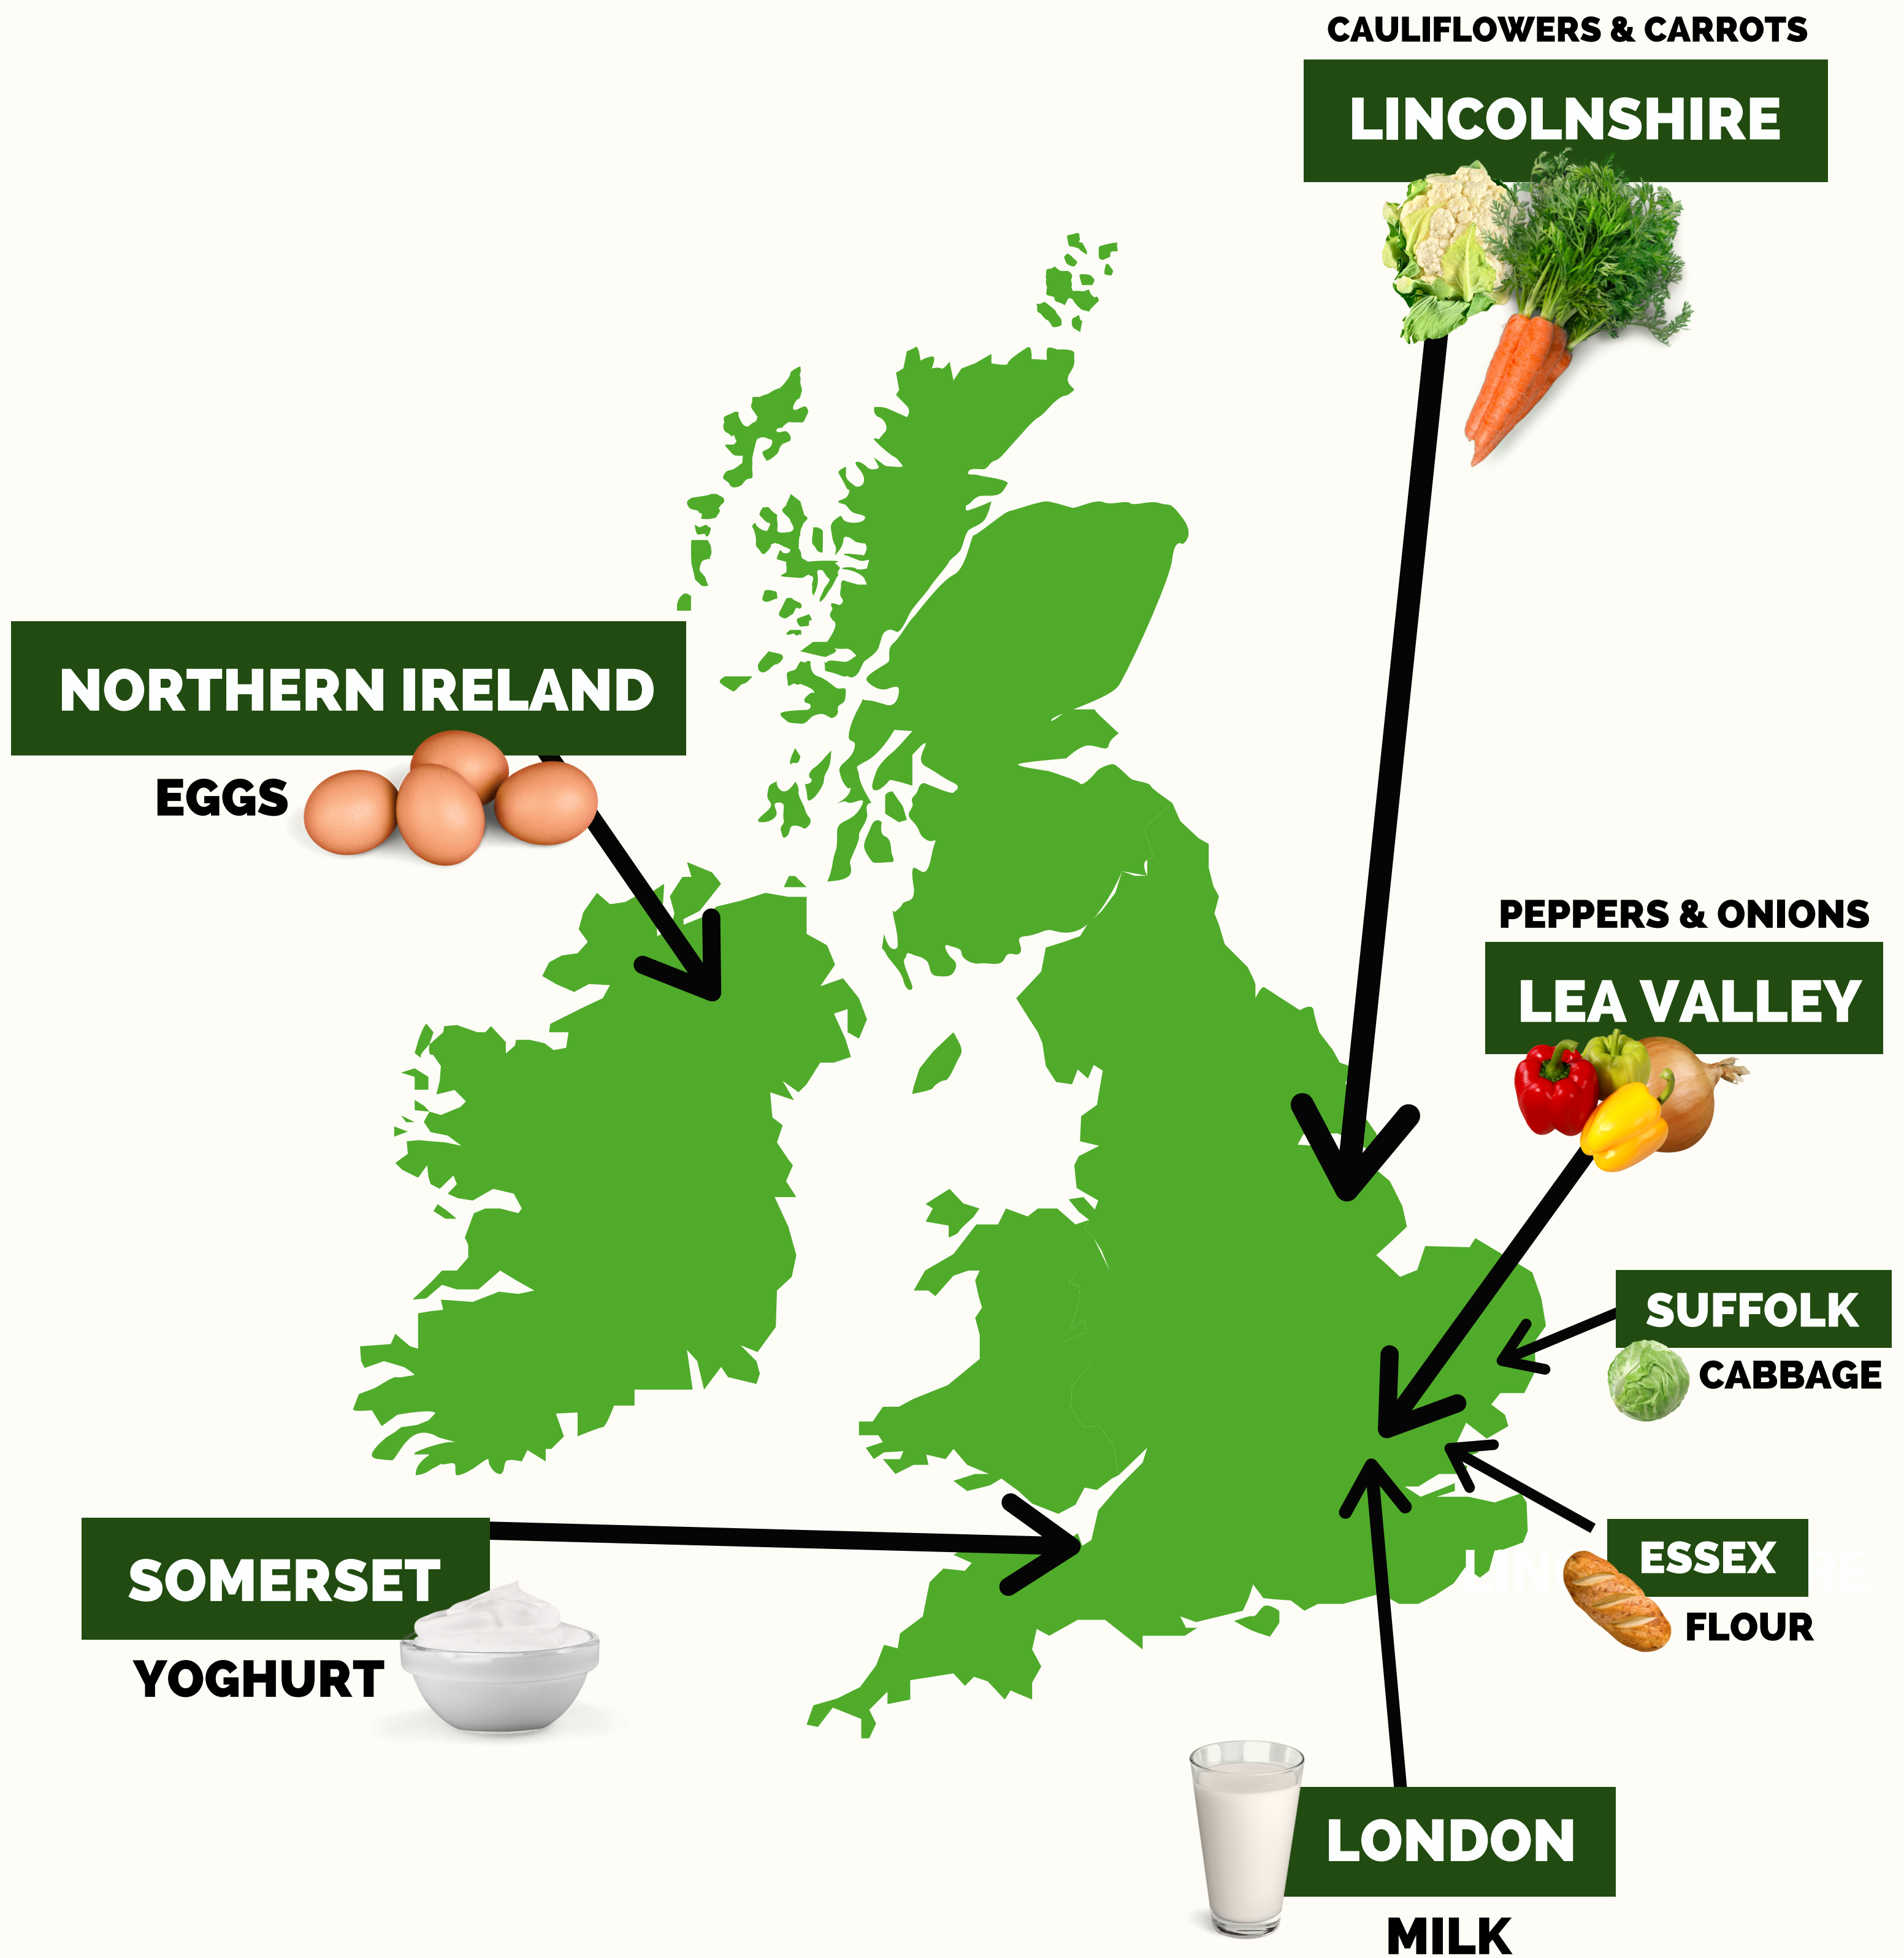 CAULIFLOWERS & CARROTS
LINCOLNSHIRE
NORTHERN IRELAND
EGGS
PEPPERS & ONIONS
LEA VALLEY
SUFFOLK
CABBAGE
SOMERSET
YOGHURT
ESSEX
FLOUR
LONDON
MILK